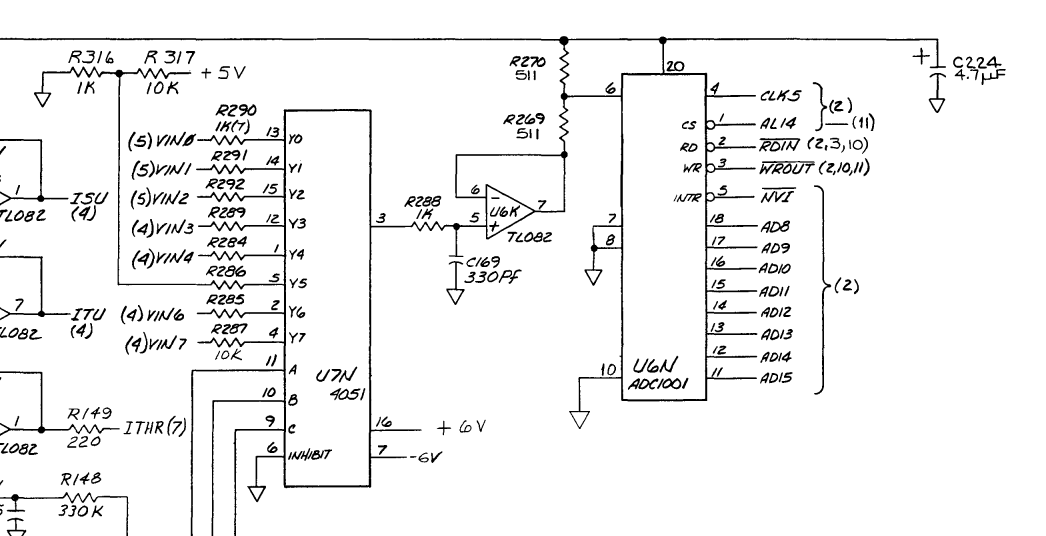 R316
1K
R317
10K
+5V
R290
1K(7)
(5)VIN0
13
Y0
R291
(5)VIN1
14
Y1
R292
(5)VIN2
15
Y2
R289
(4)VIN3
12
Y3
R284
(4)VIN4
1
Y4
R286
5
Y5
R285
(4)VIN6
2
Y6
R287
10K
(4)VIN7
4
Y7
11
A
10
B
9
C
6
INHIBIT
U7N
4051
3
16
+6V
7
-6V
R288
1K
C169
330Pf
6
-
5
+
U6K
7
TL082
R270
511
R269
511
6
20
+
C224
4.7µF
4
CLK5
(2)
CS
1
AL14
(11)
RD
2
RDIN (2,3,10)
WR
3
WROUT (2,10,11)
INTR
5
NVI
7
8
18
AD8
17
AD9
16
AD10
15
AD11
14
AD12
13
AD13
12
AD14
11
AD15
(2)
10
U6N
ADC1001
1
ISU
(4)
TL082
7
ITU
(4)
L082
1
R149
220
ITHR(7)
TL082
R148
330K